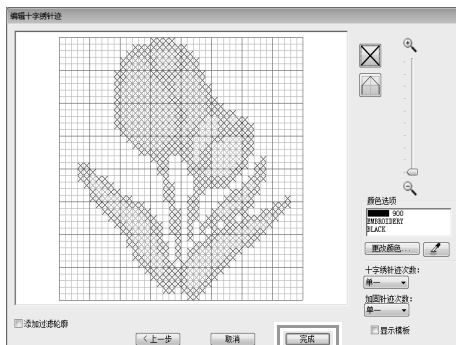 编辑十字绣针迹
颜色选项
900
EMBROIDERY
BLACK
更改颜色...
十字绣针迹次数:
单一
加固针迹次数:
单一
添加过滤轮廓
显示模板
<上一步
取消
完成